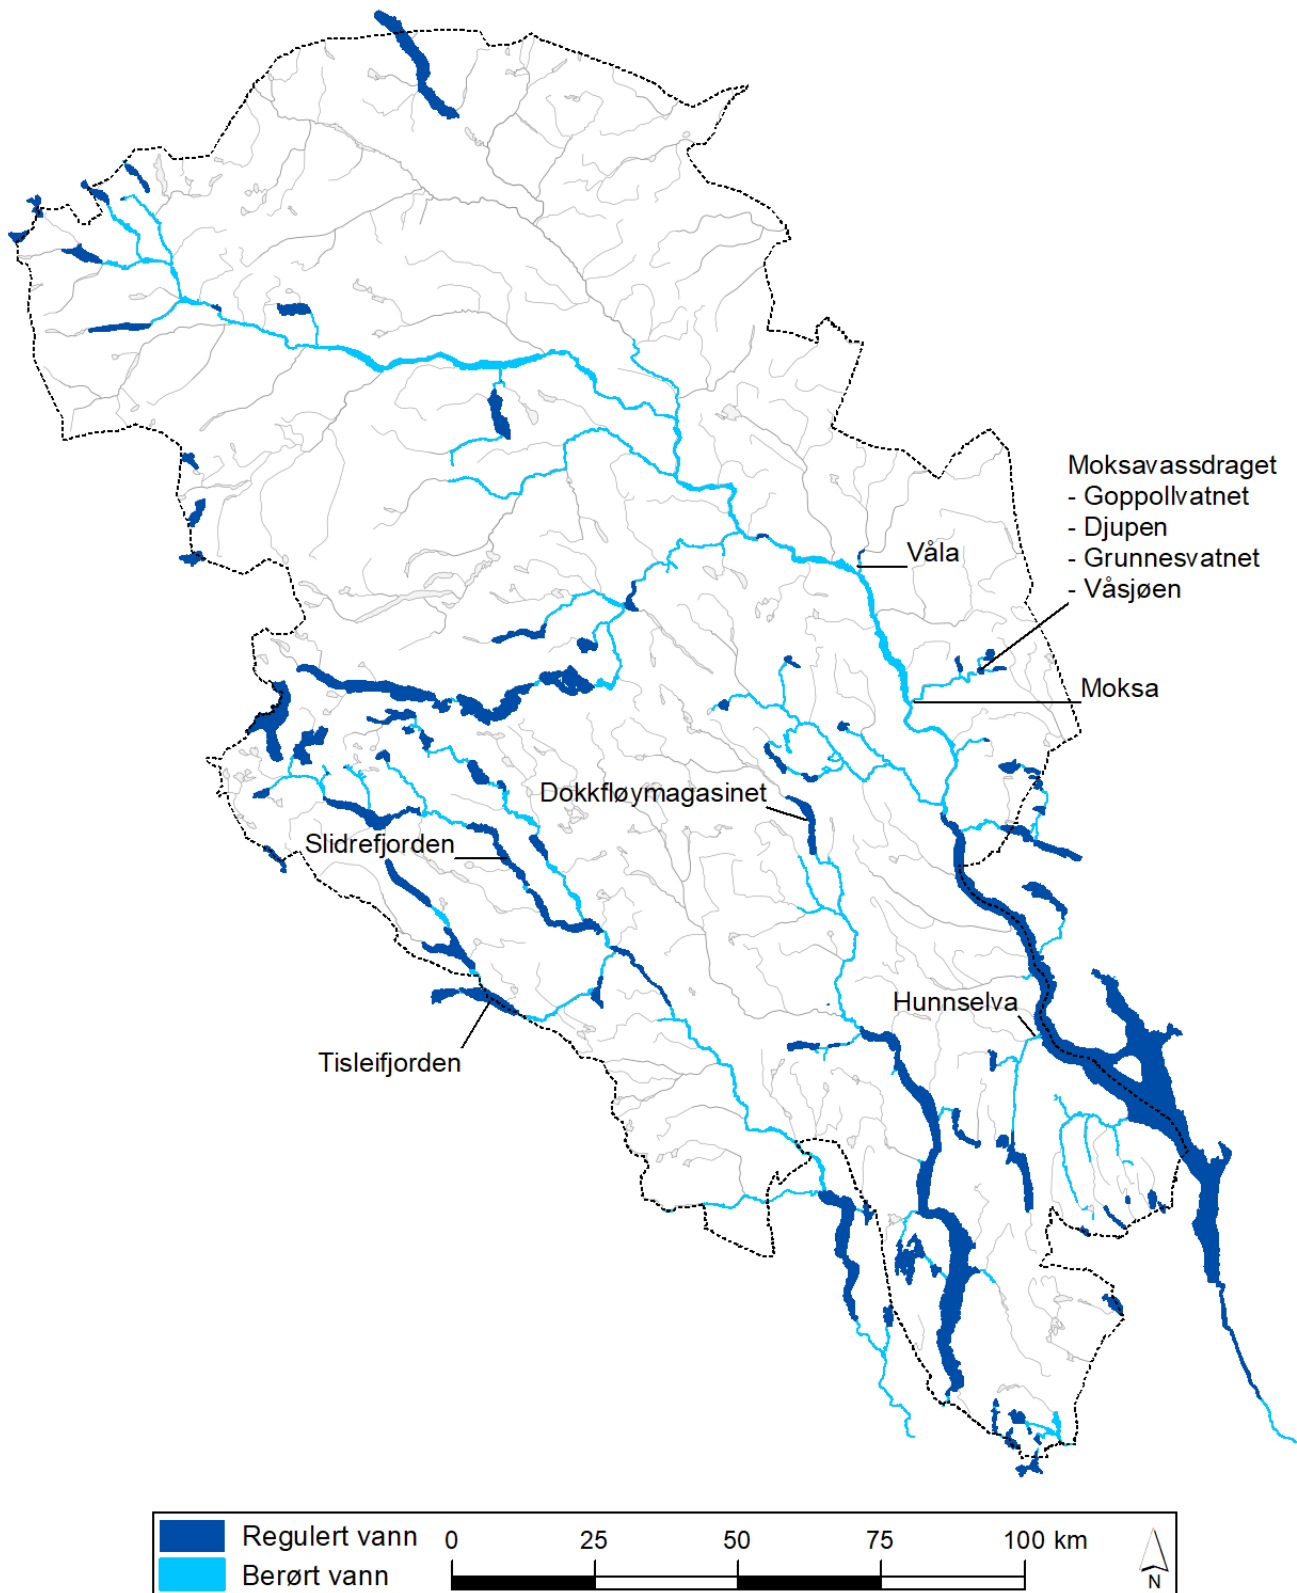 Moksavassdraget
- Goppollvatnet
- Djupen
- Grunnesvatnet
- Våsjøen
Våla
Moksa
Dokkfløymagasinet
Slidrefjorden
Hunnselva
Tisleifjorden
Regulert vann
Berørt vann
0 25 50 75 100 km
N